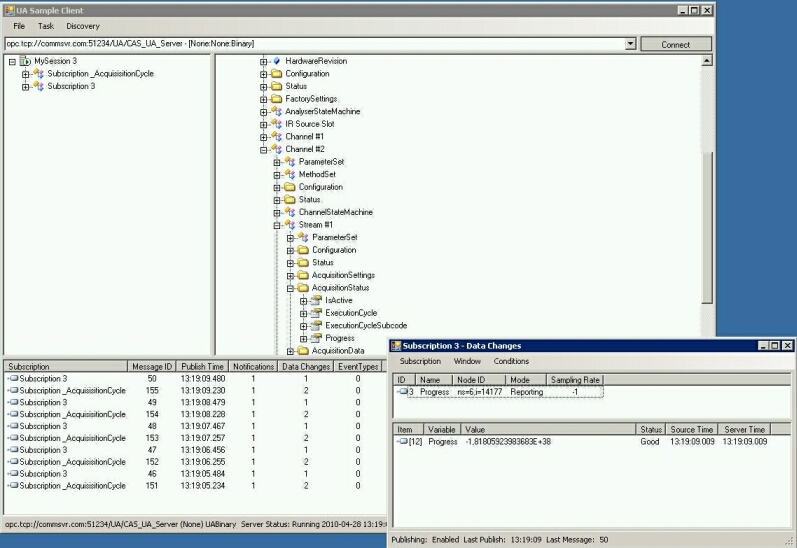 UA Sample Client
File Task Discovery
opc.tcp://commsvr.com:51234/UA/CAS_UA_Server - [None:None:Binary] Connect
MySession 3
Subscription _AcquisisitionCycle
Subscription 3
HardwareRevision
Configuration
Status
FactorySettings
AnalyserStateMachine
IR Source Slot
Channel #1
Channel #2
ParameterSet
MethodSet
Configuration
Status
ChannelStateMachine
Stream #1
ParameterSet
Configuration
Status
AcquisitionSettings
AcquisitionStatus
IsActive
ExecutionCycle
ExecutionCycleSubcode
Progress
AcquisitionData
Subscription Message ID Publish Time Notifications Data Changes EventTypes
Subscription 3 50 13:19:09.480 1 1 0
Subscription _AcquisisitionCycle 155 13:19:09.230 1 2 0
Subscription 3 49 13:19:08.479 1 1 0
Subscription _AcquisisitionCycle 154 13:19:08.228 1 2 0
Subscription 3 48 13:19:07.467 1 1 0
Subscription _AcquisisitionCycle 153 13:19:07.257 1 2 0
Subscription 3 47 13:19:06.456 1 1 0
Subscription _AcquisisitionCycle 152 13:19:06.255 1 2 0
Subscription 3 46 13:19:05.484 1 1 0
Subscription _AcquisisitionCycle 151 13:19:05.234 1 2 0
opc.tcp://commsvr.com:51234/UA/CAS_UA_Server (None) UABinary Server Status: Running 2010-04-28 13:19:0
Subscription 3 - Data Changes
Subscription Window Conditions
ID Name Node ID Mode Sampling Rate
3 Progress ns=6,i=14177 Reporting -1
Item Variable Value Status Source Time Server Time
[12] Progress -1,81805923983683E+38 Good 13:19:09.009 13:19:09.009
Publishing: Enabled Last Publish: 13:19:09 Last Message: 50